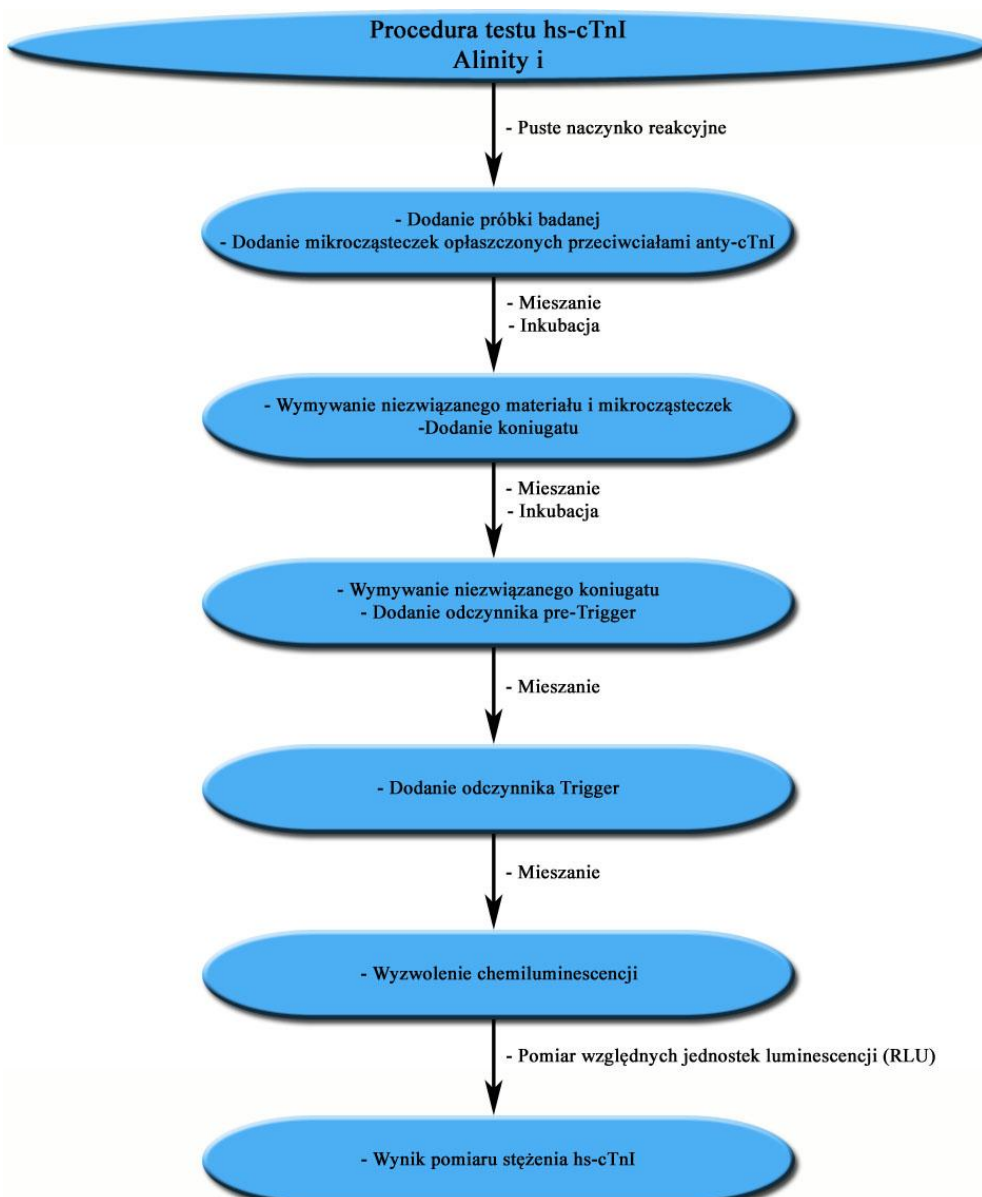 Procedura testu hs-cTnI
Alinity i
- Puste naczynko reakcyjne
- Dodanie próbki badanej
- Dodanie mikrocząsteczek opłaszczonych przeciwciałami anty-cTnI
- Mieszanie
- Inkubacja
- Wymywanie niezwiązanego materiału i mikrocząsteczek
-Dodanie koniugatu
- Mieszanie
- Inkubacja
- Wymywanie niezwiązanego koniugatu
- Dodanie odczynnika pre-Trigger
- Mieszanie
- Dodanie odczynnika Trigger
- Mieszanie
- Wyzwolenie chemiluminescencji
- Pomiar względnych jednostek luminescencji (RLU)
- Wynik pomiaru stężenia hs-cTnI